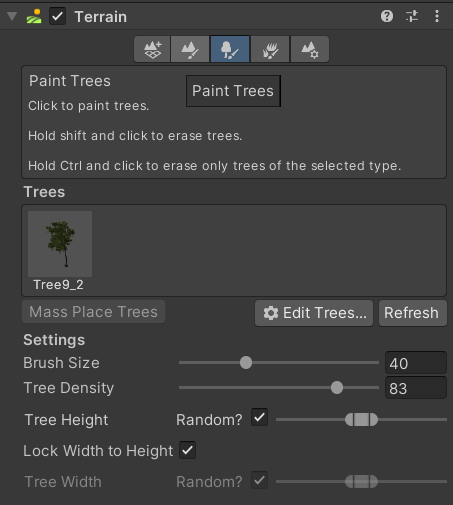 Terrain
Paint Trees
Paint Trees
Click to paint trees.
Hold shift and click to erase trees.
Hold Ctrl and click to erase only trees of the selected type.
Trees
Tree9_2
Mass Place Trees Edit Trees... Refresh
Settings
Brush Size 40
Tree Density 83
Tree Height Random?
Lock Width to Height
Tree Width Random?